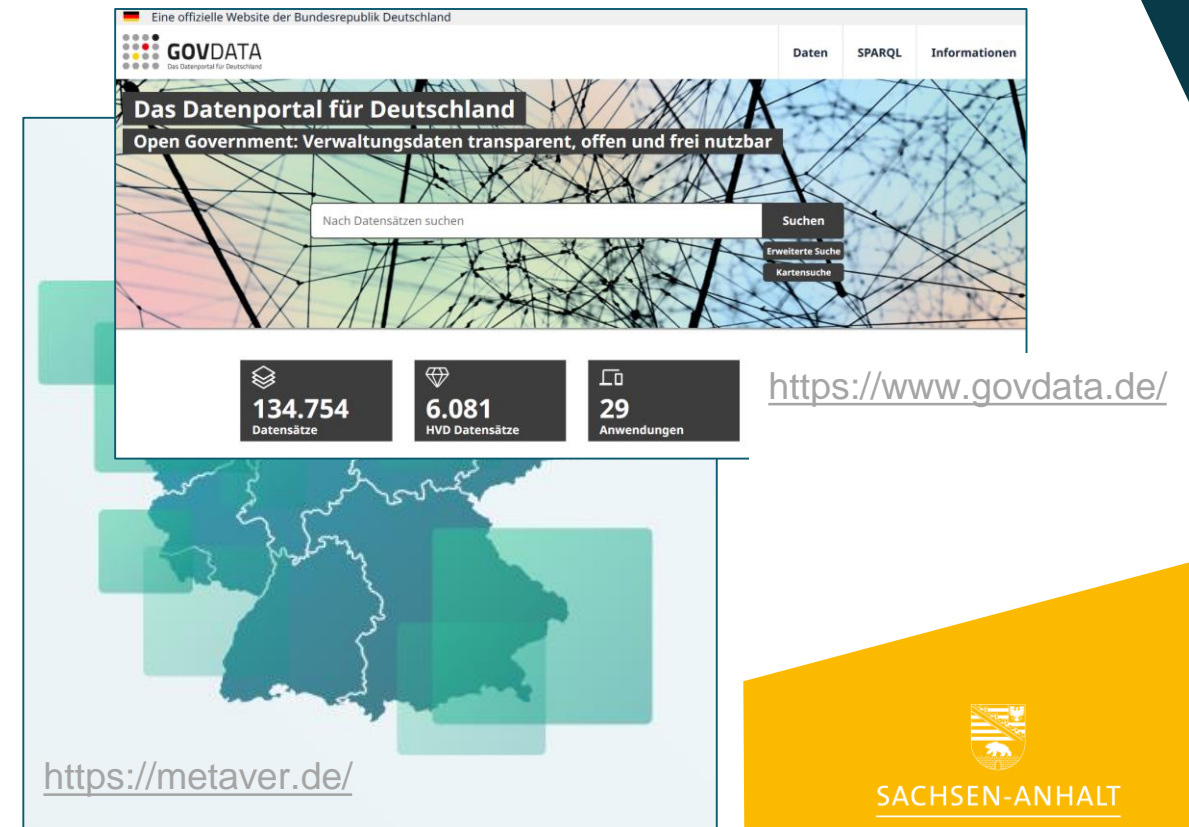 Eine offizielle Website der Bundesrepublik Deutschland
GOVDATA
Das Datenportal für Deutschland
Daten
SPARQL
Informationen
Das Datenportal für Deutschland
Open Government: Verwaltungsdaten transparent, offen und frei nutzbar
Nach Datensätzen suchen
Suchen
Erweiterte Suche
Kartensuche
134.754
Datensätze
6.081
HVD Datensätze
29
Anwendungen
https://www.govdata.de/
https://metaver.de/
SACHSEN-ANHALT